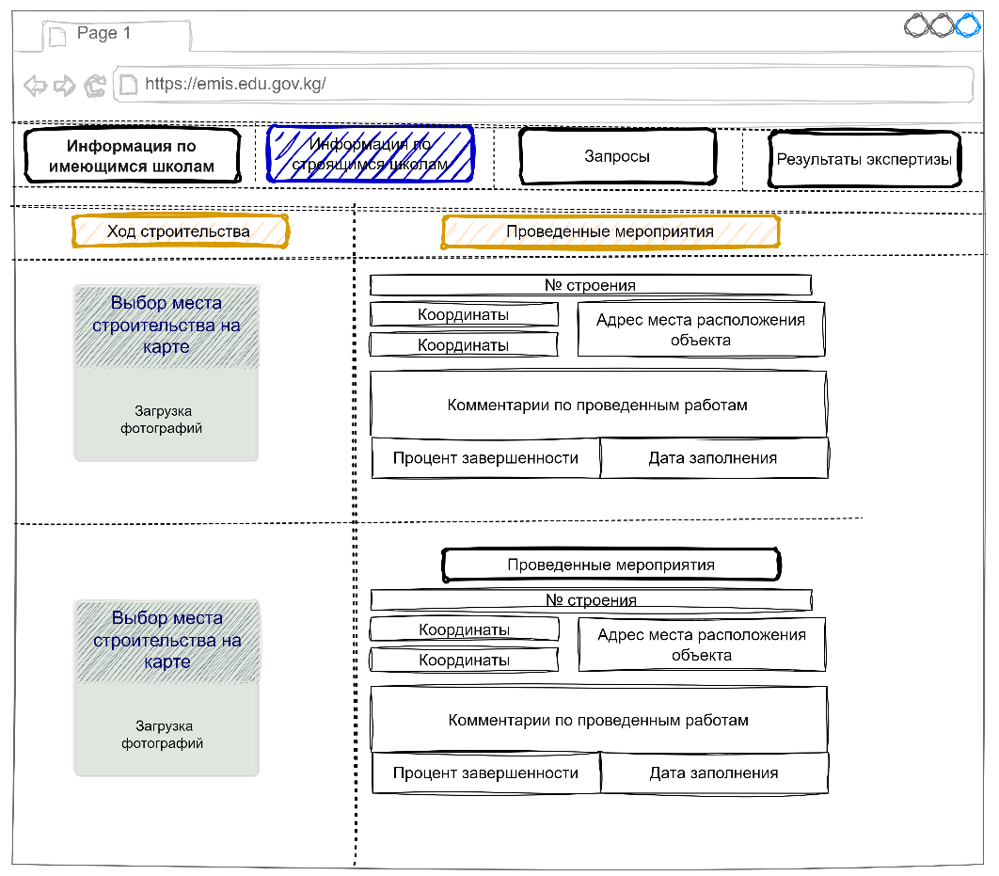 Page 1
https://emis.edu.gov.kg/
Информация по
имеющимся школам
Информация по
строящимся школам
Запросы
Результаты экспертизы
Ход строительства
Проведенные мероприятия
Выбор места
строительства на
карте
Загрузка
фотографий
№ строения
Координаты
Координаты
Адрес места расположения
объекта
Комментарии по проведенным работам
Процент завершенности
Дата заполнения
Проведенные мероприятия
Выбор места
строительства на
карте
Загрузка
фотографий
№ строения
Координаты
Координаты
Адрес места расположения
объекта
Комментарии по проведенным работам
Процент завершенности
Дата заполнения